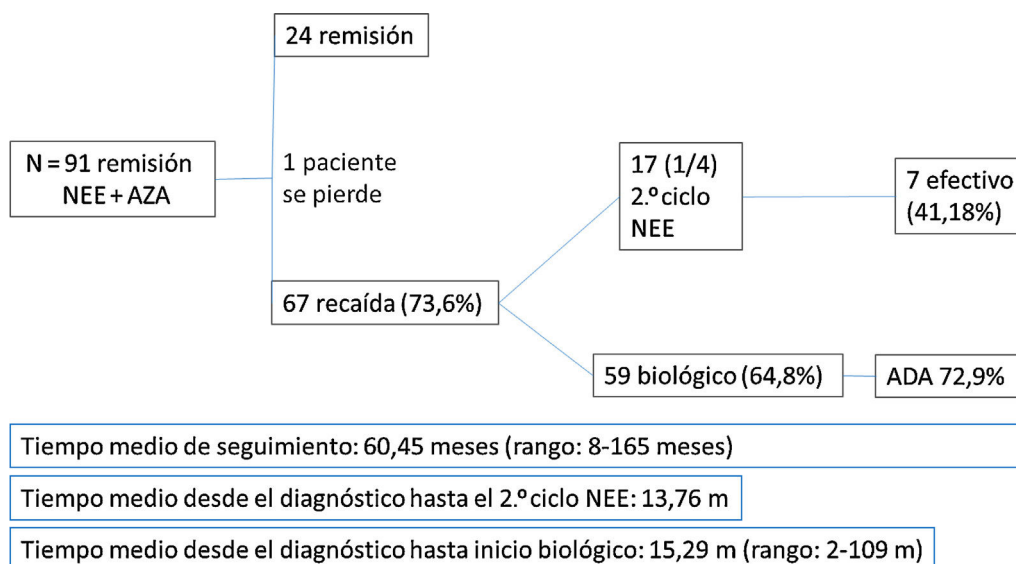 24 remisión
N = 91 remisión
NEE + AZA
1 paciente
se pierde
17 (1/4)
2.º ciclo
NEE
7 efectivo
(41,18%)
67 recaída (73,6%)
59 biológico (64,8%)
ADA 72,9%
Tiempo medio de seguimiento: 60,45 meses (rango: 8-165 meses)
Tiempo medio desde el diagnóstico hasta el 2.º ciclo NEE: 13,76 m
Tiempo medio desde el diagnóstico hasta inicio biológico: 15,29 m (rango: 2-109 m)